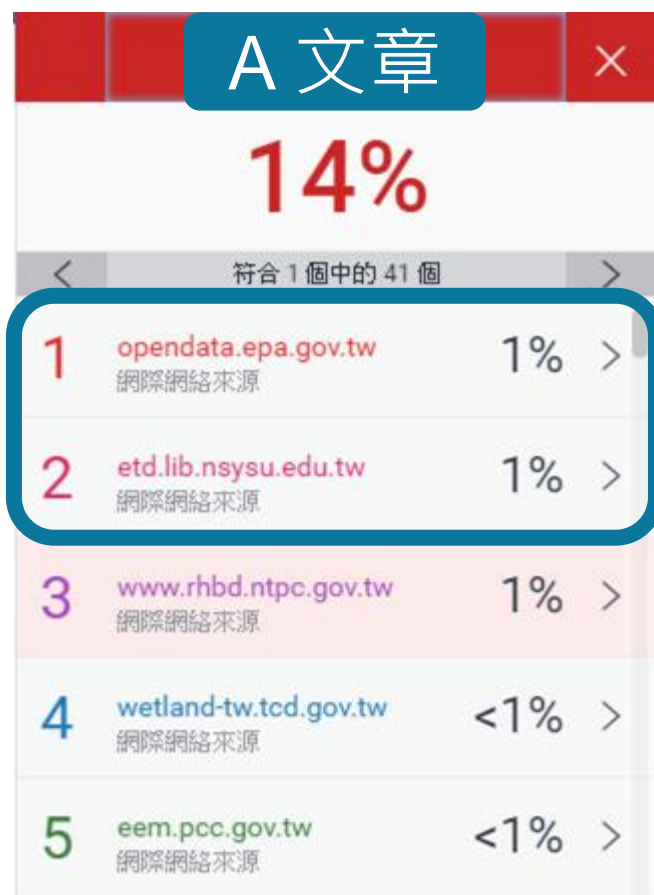 A 文章
14%
符合 1 個中的 41 個
1 opendata.epa.gov.tw 1%
網際網絡來源
2 etd.lib.nsysu.edu.tw 1%
網際網絡來源
3 www.rhbd.ntpc.gov.tw 1%
網際網絡來源
4 wetland-tw.tcd.gov.tw <1%
網際網絡來源
5 eem.pcc.gov.tw <1%
網際網絡來源